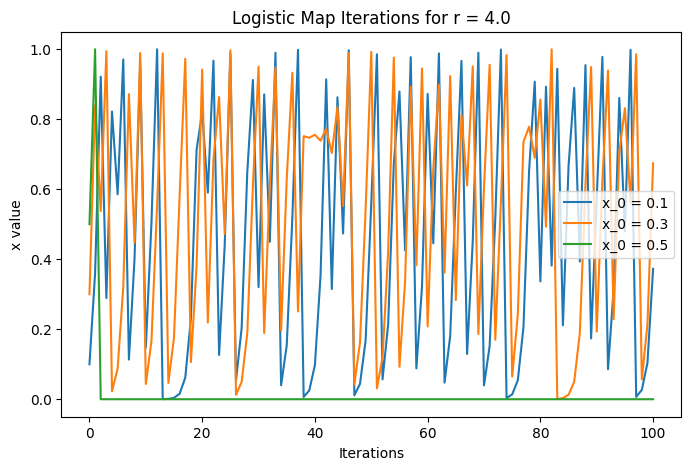 Logistic Map Iterations for r = 4.0
1.0
0.8
0.6
0.4
0.2
0.0
x value
x_0 = 0.1
x_0 = 0.3
x_0 = 0.5
0
20
40
60
80
100
Iterations